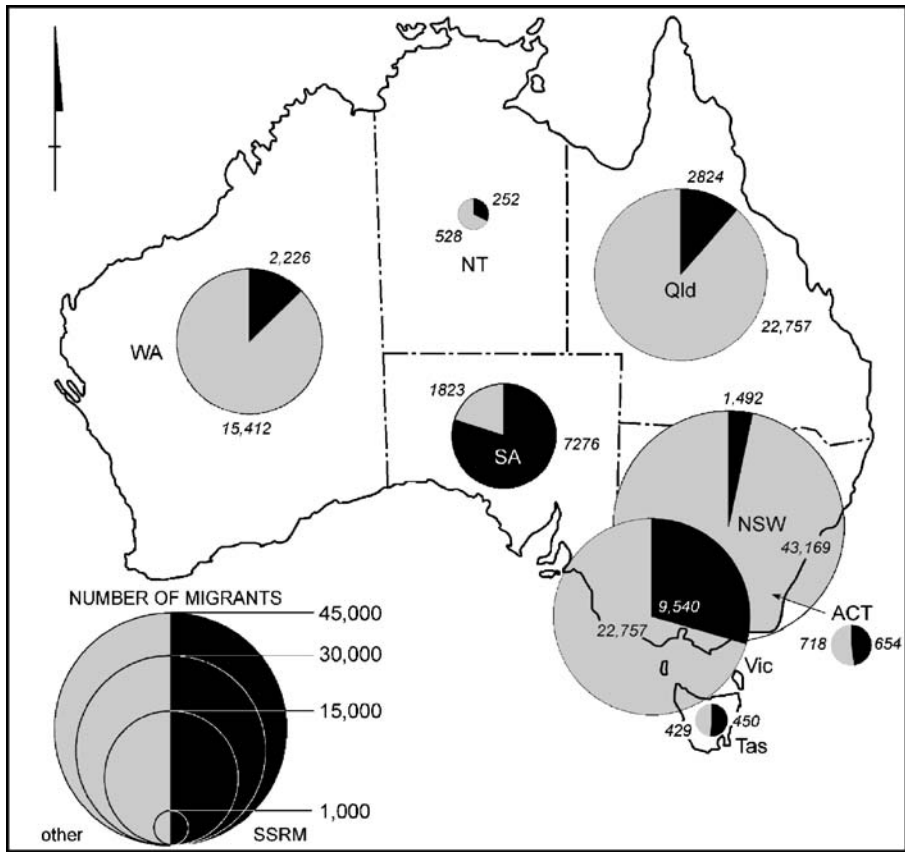 2824
252
528
NT
Qld
2,226
22,757
WA
15,412
1823
SA
7276
1,492
NSW
43,169
NUMBER OF MIGRANTS
45,000
30,000
15,000
1,000
other
SSRM
9,540
22,757
ACT
718
654
Vic
429
450
Tas